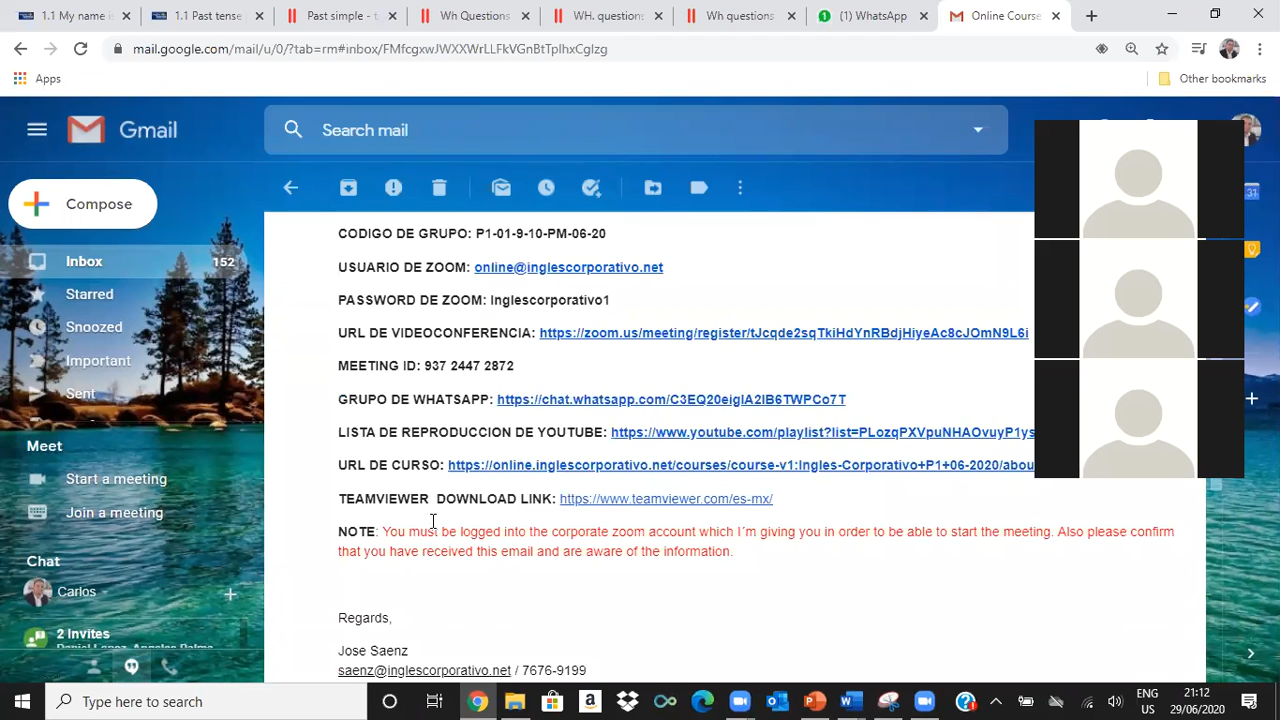 1.1 My name is
1.1 Past tense
Past simple - t
Wh Questions
WH. questions
Wh questions
(1) WhatsApp
Online Course
mail.google.com/mail/u/0/?tab=rm#inbox/FMfcgxwJWXXWrLLFkVGnBtTplhxCglzg
Apps
Other bookmarks
Gmail
Search mail
Compose
Inbox 152
Starred
Snoozed
Important
Sent
Meet
Start a meeting
Join a meeting
Chat
Carlos
2 Invites
Daniel Lopez, Angeles Palma
CODIGO DE GRUPO: P1-01-9-10-PM-06-20
USUARIO DE ZOOM: online@inglescorporativo.net
PASSWORD DE ZOOM: Inglescorporativo1
URL DE VIDEOCONFERENCIA: https://zoom.us/meeting/register/tJcqde2sqTkiHdYnRBdjHiyeAc8cJOmN9L6i
MEETING ID: 937 2447 2872
GRUPO DE WHATSAPP: https://chat.whatsapp.com/C3EQ20eigIA2IB6TWPCo7T
LISTA DE REPRODUCCION DE YOUTUBE: https://www.youtube.com/playlist?list=PLozqPXVpuNHAOvuyP1ys
URL DE CURSO: https://online.inglescorporativo.net/courses/course-v1:Ingles-Corporativo+P1+06-2020/abou
TEAMVIEWER DOWNLOAD LINK: https://www.teamviewer.com/es-mx/
NOTE: You must be logged into the corporate zoom account which I´m giving you in order to be able to start the meeting. Also please confirm
that you have received this email and are aware of the information.
Regards,
Jose Saenz
saenz@inglescorporativo.net / 7676-9199
31
Type here to search
ENG
US
21:12
29/06/2020